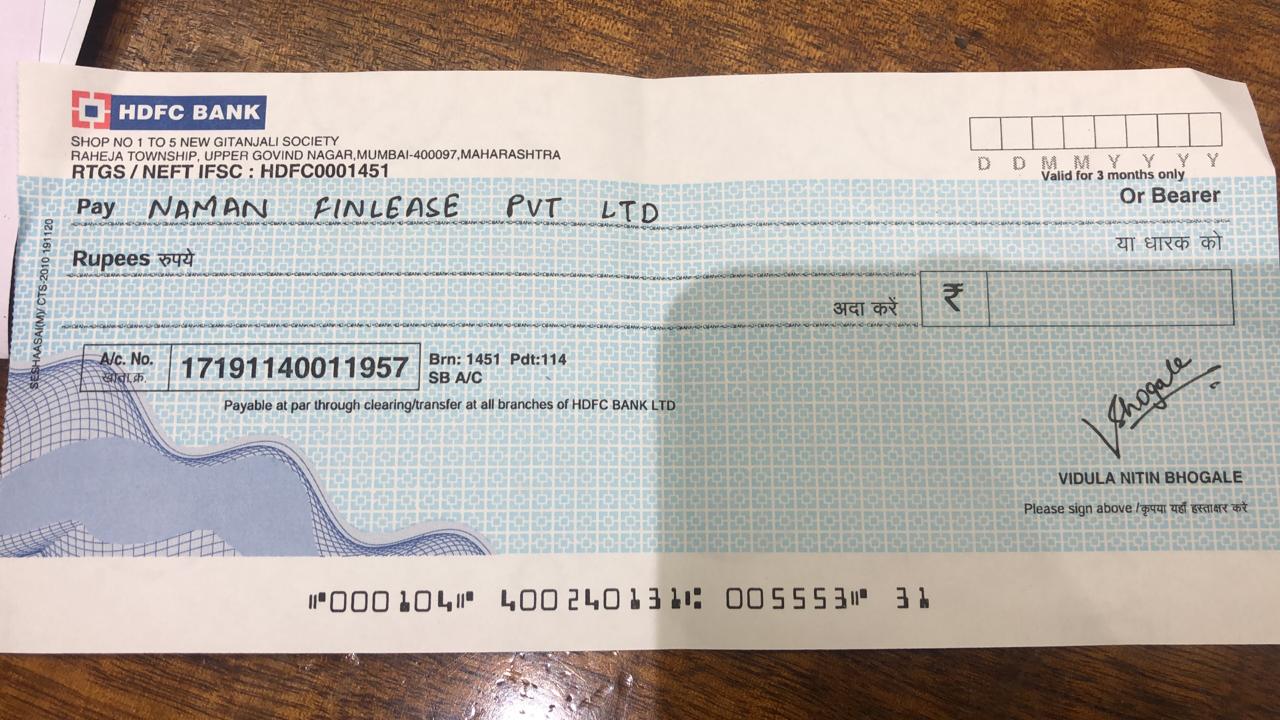 HDFC BANK
SHOP NO 1 TO 5 NEW GITANJALI SOCIETY
RAHEJA TOWNSHIP, UPPER GOVIND NAGAR,MUMBAI-400097,MAHARASHTRA
RTGS / NEFT IFSC : HDFC0001451
D D M M Y Y Y Y
Valid for 3 months only
Pay NAMAN FINLEASE PVT LTD Or Bearer
या धारक को
Rupees रुपये
अदा करें ₹
SESHAASAI(M)/ CTS-2010 191120
A/c. No. 17191140011957 Brn: 1451 Pdt:114
खाता.क्र. SB A/C
Payable at par through clearing/transfer at all branches of HDFC BANK LTD
VBhogale
VIDULA NITIN BHOGALE
Please sign above /कृपया यहाँ हस्ताक्षर करे
⑈000104⑈ 400240131⑆ 005553⑈ 31